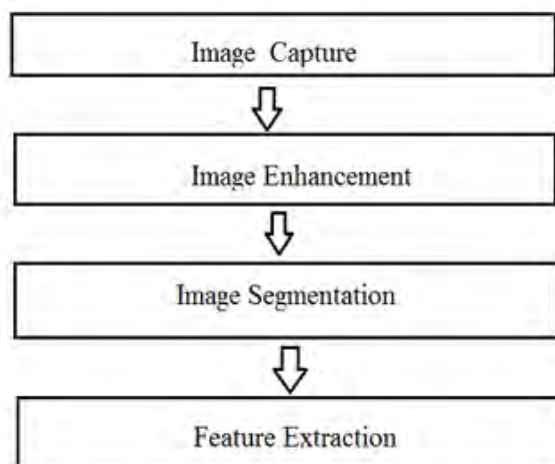 Image Capture
Image Enhancement
Image Segmentation
Feature Extraction